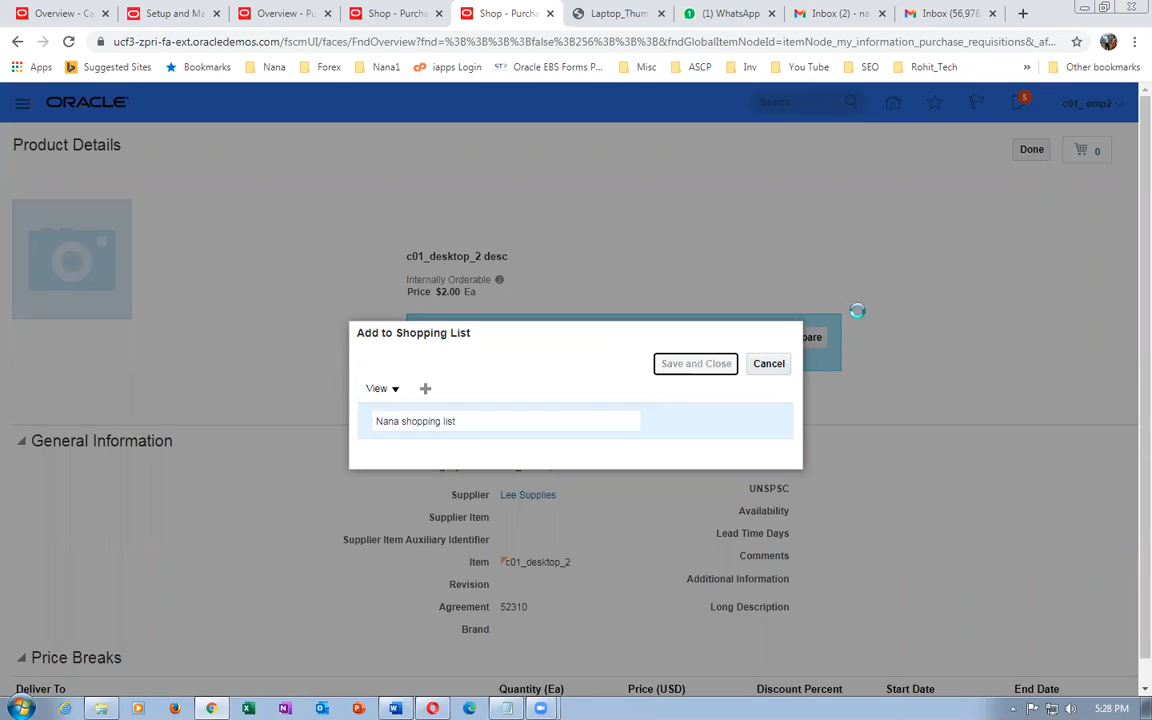 Overview - Ca
Setup and Ma
Overview - Pu
Shop - Purcha
Shop - Purcha
Laptop_Thum
(1) WhatsApp
Inbox (2) - na
Inbox (56,978
ucf3-zpri-fa-ext.oracledemos.com/fscmUI/faces/FndOverview?fnd=%3B%3B%3B%3Bfalse%3B256%3B%3B%3B&fndGlobalItemNodeId=itemNode_my_information_purchase_requisitions&_af...
Apps
Suggested Sites
Bookmarks
Nana
Forex
Nana1
iapps Login
Oracle EBS Forms P...
Misc
ASCP
Inv
You Tube
SEO
Rohit_Tech
»
Other bookmarks
ORACLE
Search
5
c01_ emp2
Product Details
Done
0
c01_desktop_2 desc
Internally Orderable
Price $2.00 Ea
Add to Shopping List
Save and Close
Cancel
View
Nana shopping list
General Information
Supplier Lee Supplies
Supplier Item
Supplier Item Auxiliary Identifier
Item c01_desktop_2
Revision
Agreement 52310
Brand
UNSPSC
Availability
Lead Time Days
Comments
Additional Information
Long Description
Price Breaks
Deliver To
Quantity (Ea)
Price (USD)
Discount Percent
Start Date
End Date
5:28 PM